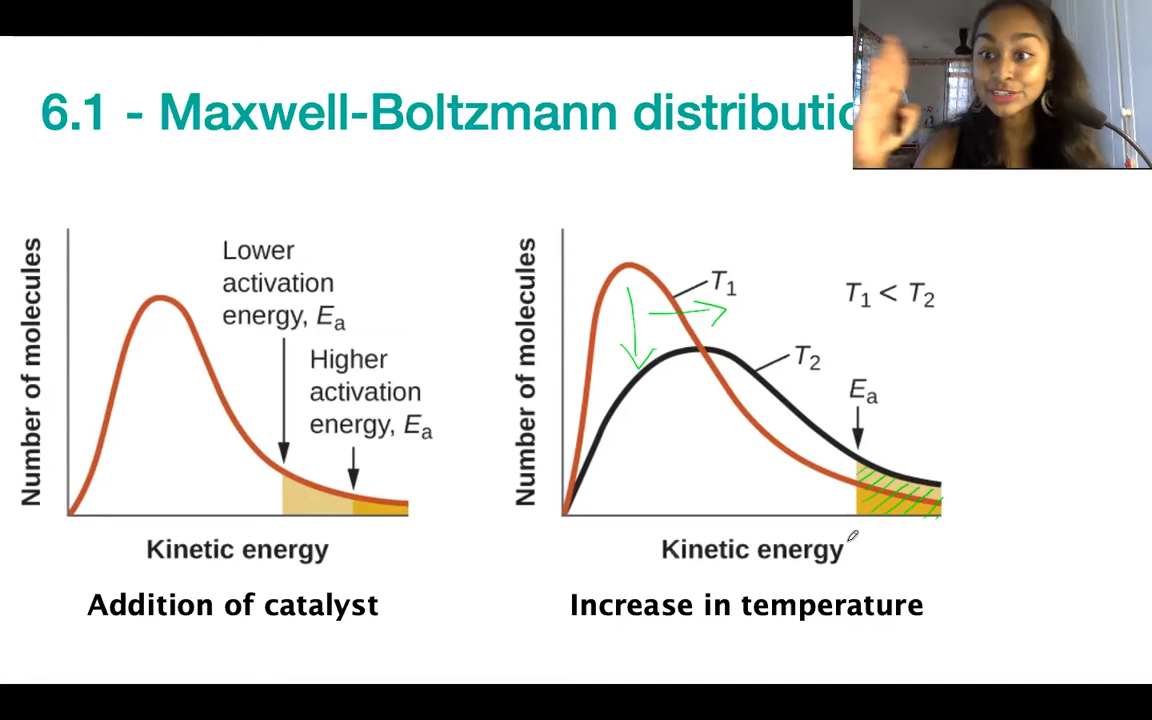 6.1 - Maxwell-Boltzmann
Number of molecules
Lower
activation
energy, Eₐ
Higher
activation
energy, Eₐ
Kinetic energy
Addition of catalyst
Number of molecules
T₁
T₂
T₁ < T₂
Eₐ
Kinetic energy
Increase in temperature